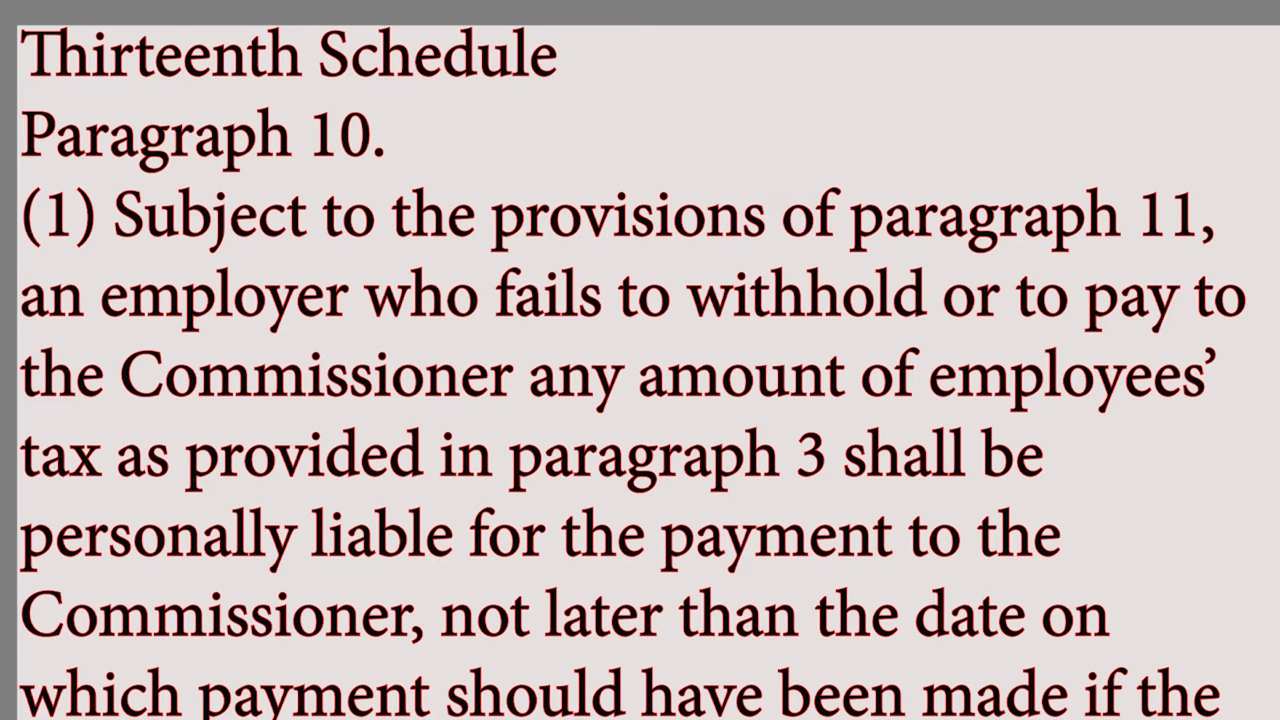 Thirteenth Schedule
Paragraph 10.
(1) Subject to the provisions of paragraph 11,
an employer who fails to withhold or to pay to
the Commissioner any amount of employees’
tax as provided in paragraph 3 shall be
personally liable for the payment to the
Commissioner, not later than the date on
which payment should have been made if the